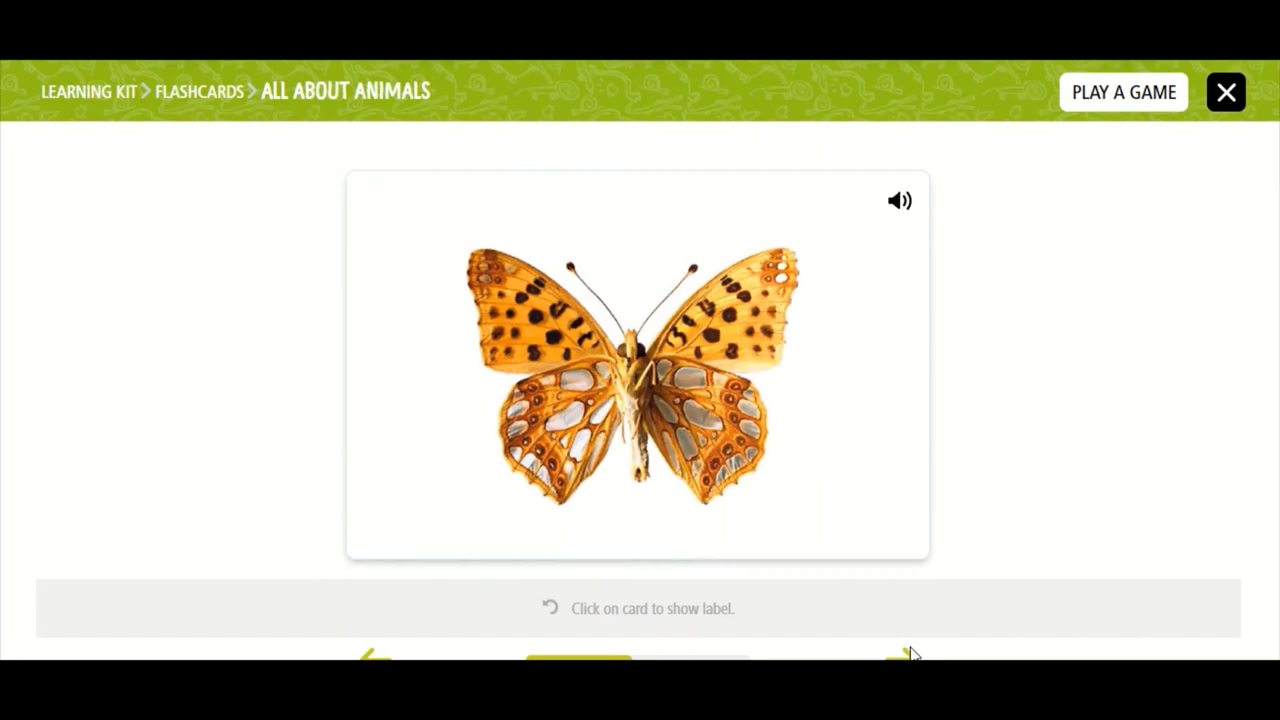 LEARNING KIT > FLASHCARDS > ALL ABOUT ANIMALS
PLAY A GAME
Click on card to show label.